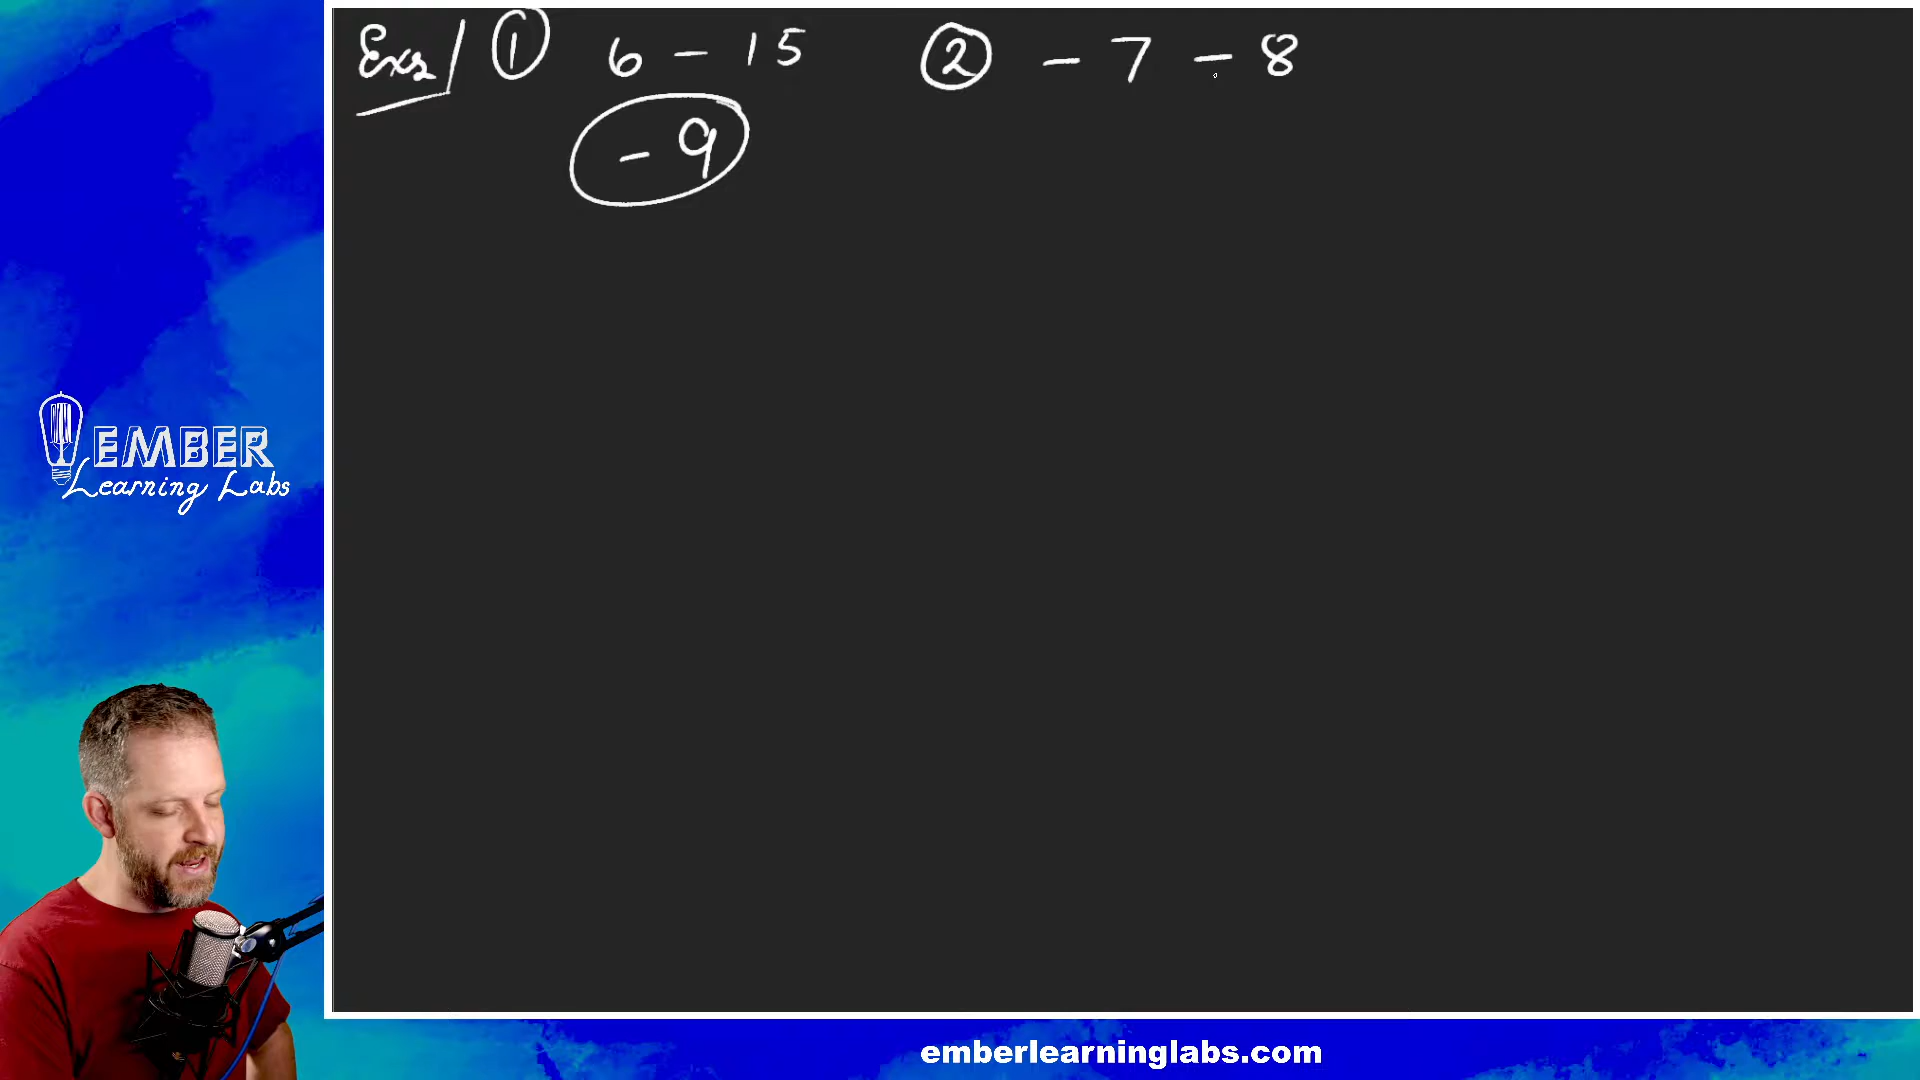 Exs/ ① 6 - 15 ② - 7 - 8
- 9
EMBER
Learning Labs
emberlearninglabs.com